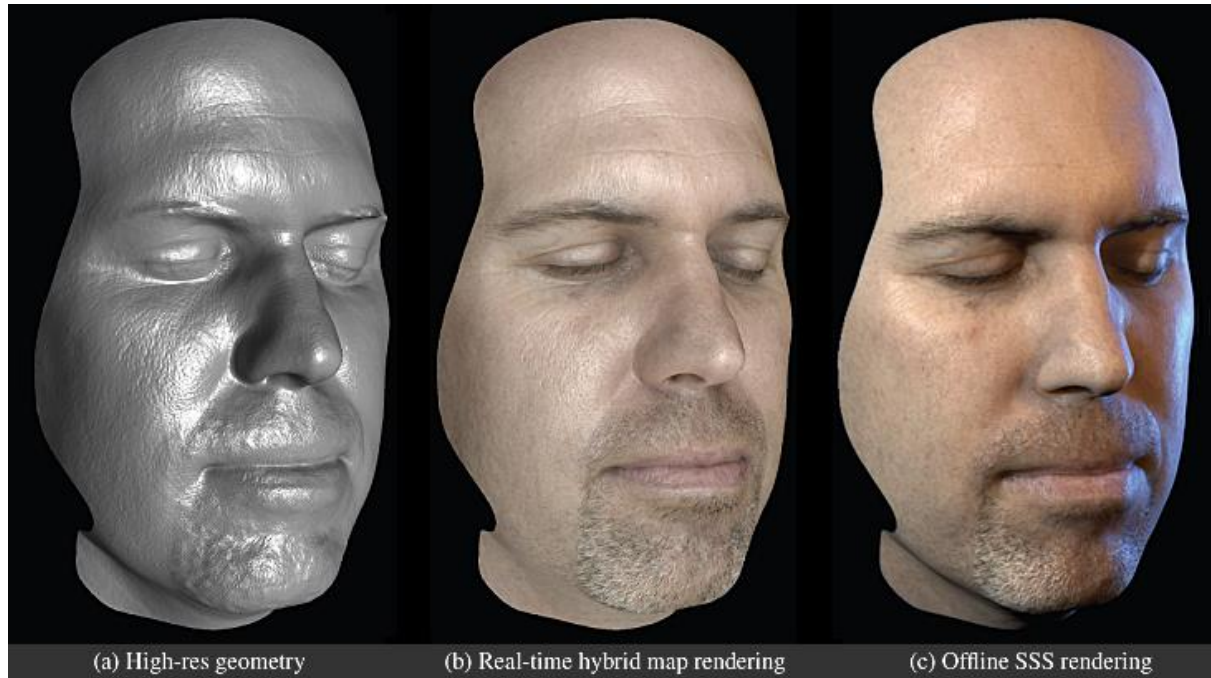 (a) High-res geometry
(b) Real-time hybrid map rendering
(c) Offline SSS rendering